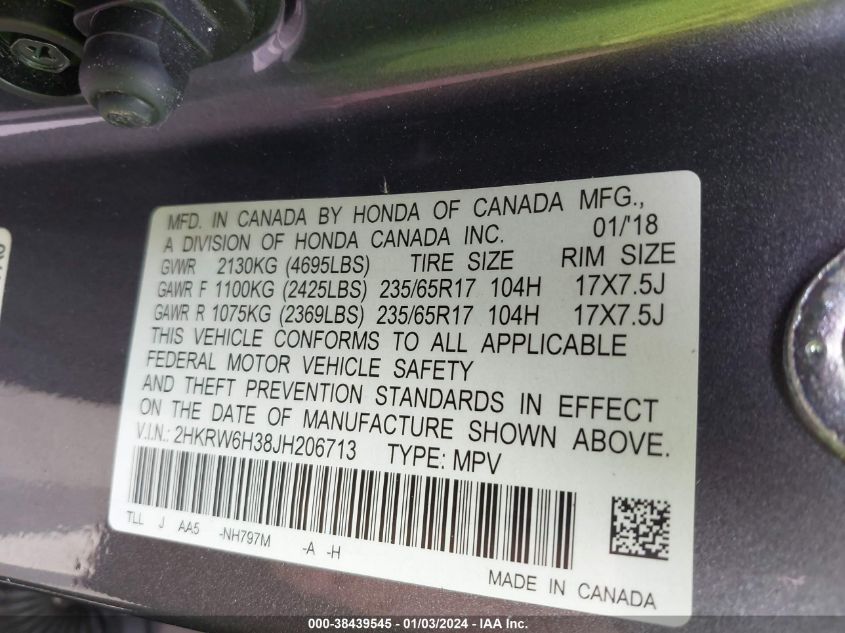 MFD. IN CANADA BY HONDA OF CANADA MFG.,
A DIVISION OF HONDA CANADA INC. 01/'18
GVWR 2130KG (4695LBS) TIRE SIZE RIM SIZE
GAWR F 1100KG (2425LBS) 235/65R17 104H 17X7.5J
GAWR R 1075KG (2369LBS) 235/65R17 104H 17X7.5J
THIS VEHICLE CONFORMS TO ALL APPLICABLE
FEDERAL MOTOR VEHICLE SAFETY
AND THEFT PREVENTION STANDARDS IN EFFECT
ON THE DATE OF MANUFACTURE SHOWN ABOVE.
V.I.N.: 2HKRW6H38JH206713 TYPE: MPV
TLL J AA5 -NH797M -A -H
MADE IN CANADA
000-38439545 - 01/03/2024 - IAA Inc.